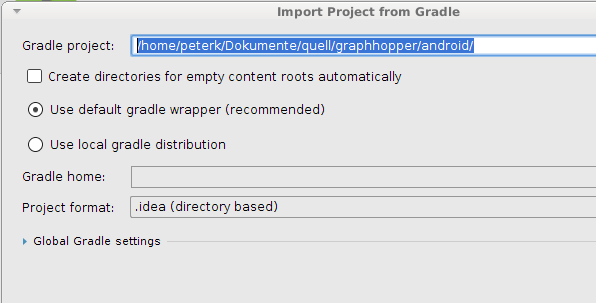 Import Project from Gradle
Gradle project: /home/peterk/Dokumente/quell/graphhopper/android/
Create directories for empty content roots automatically
Use default gradle wrapper (recommended)
Use local gradle distribution
Gradle home:
Project format: .idea (directory based)
Global Gradle settings